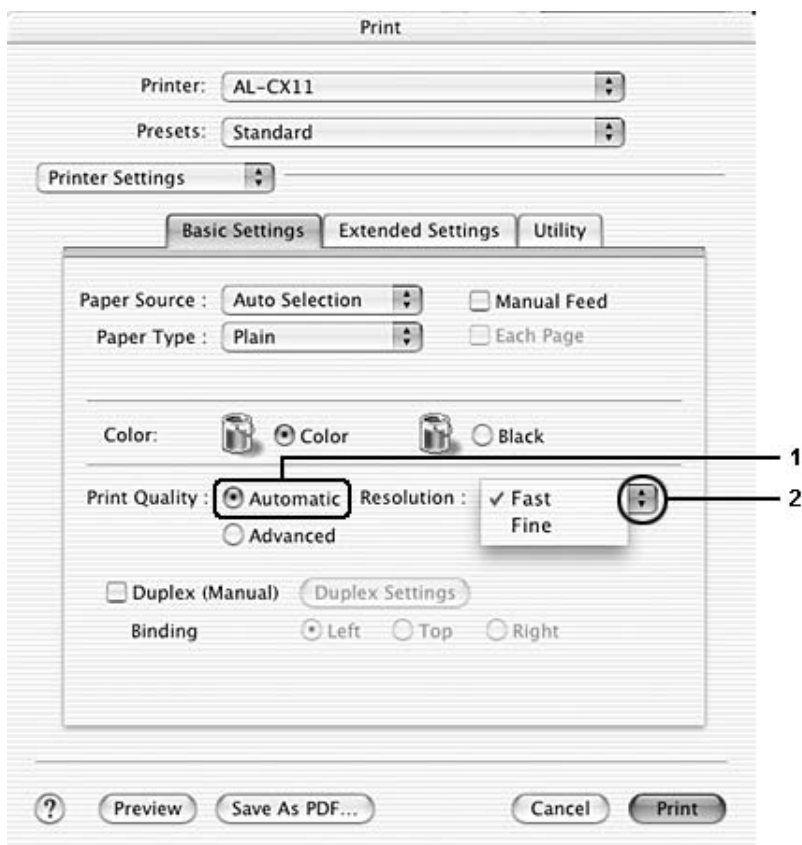 Print
Printer: AL-CX11
Presets: Standard
Printer Settings
Basic Settings Extended Settings Utility
Paper Source : Auto Selection Manual Feed
Paper Type : Plain Each Page
Color: Color Black
1
Print Quality : Automatic Resolution : ✓ Fast 2
Advanced Fine
Duplex (Manual) Duplex Settings
Binding Left Top Right
? Preview Save As PDF... Cancel Print